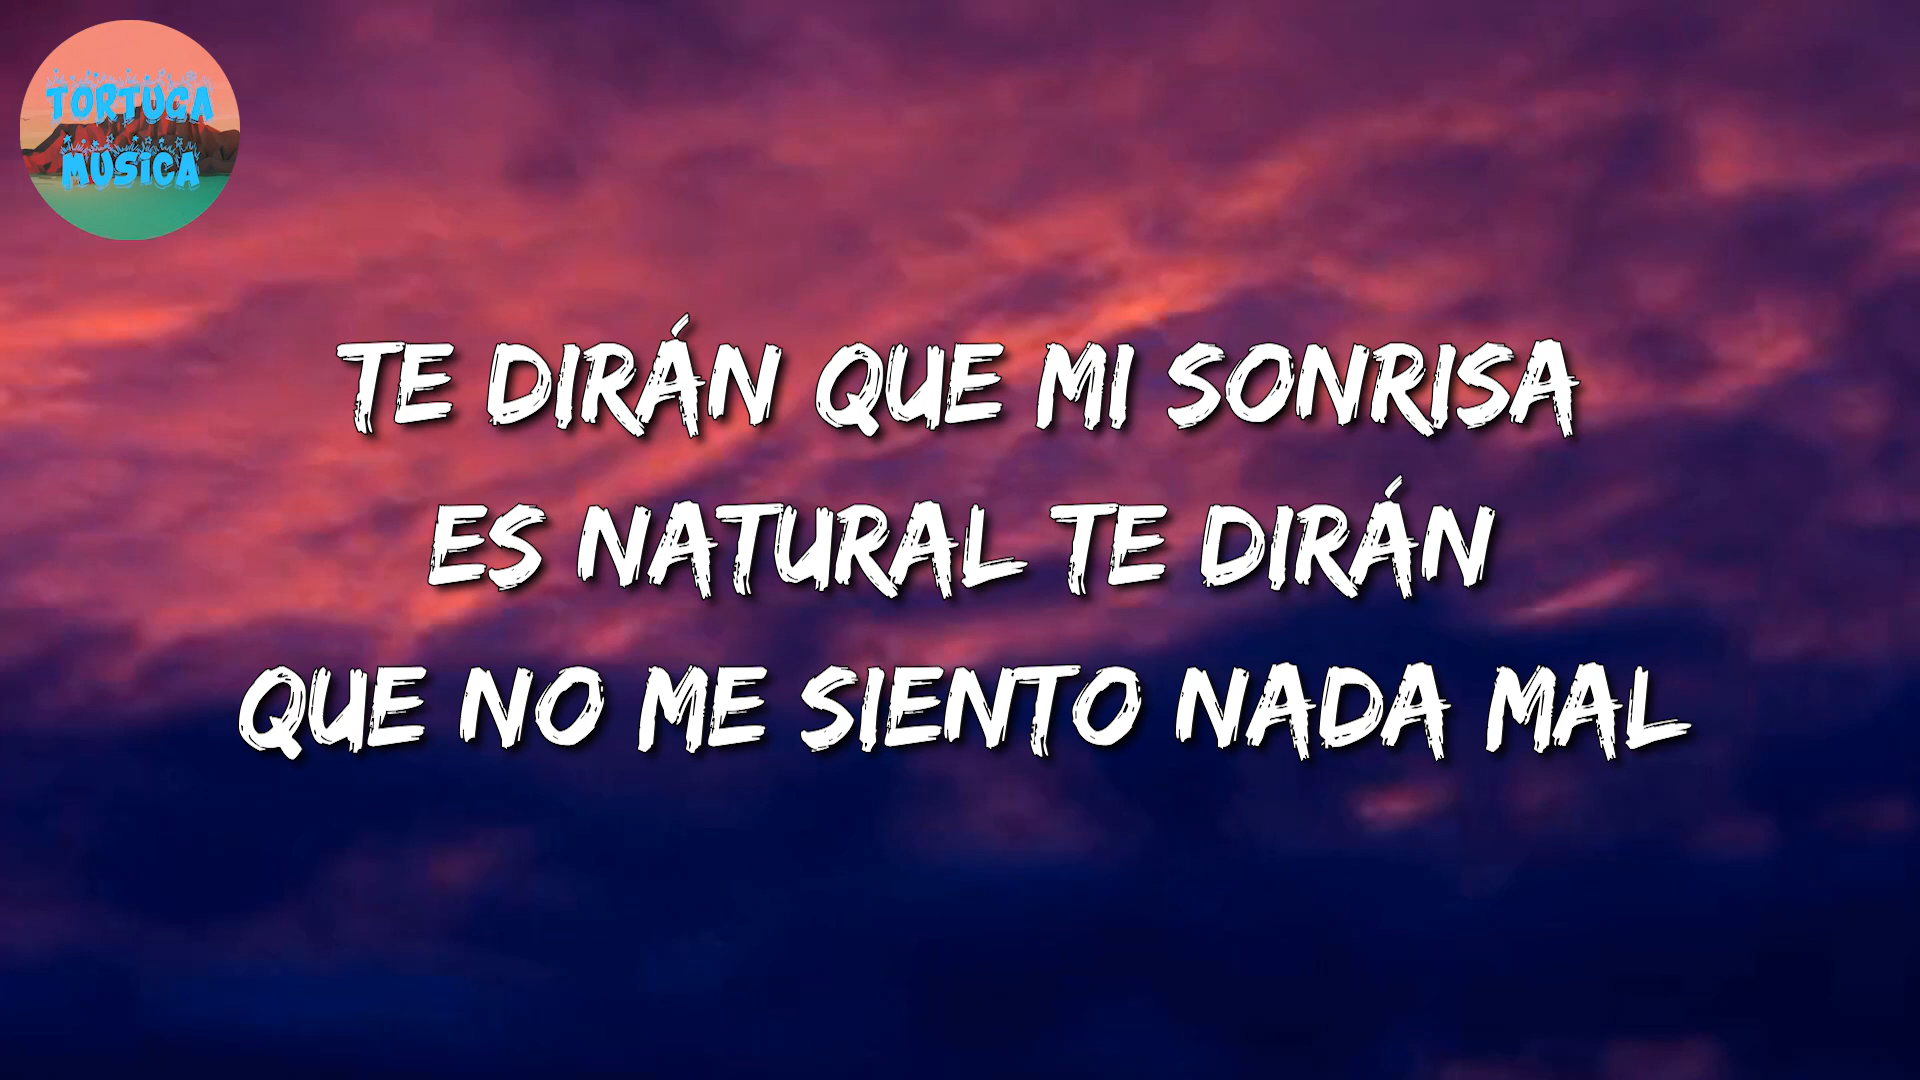 TORTUGA
MUSICA
TE DIRÁN QUE MI SONRISA
ES NATURAL TE DIRÁN
QUE NO ME SIENTO NADA MAL